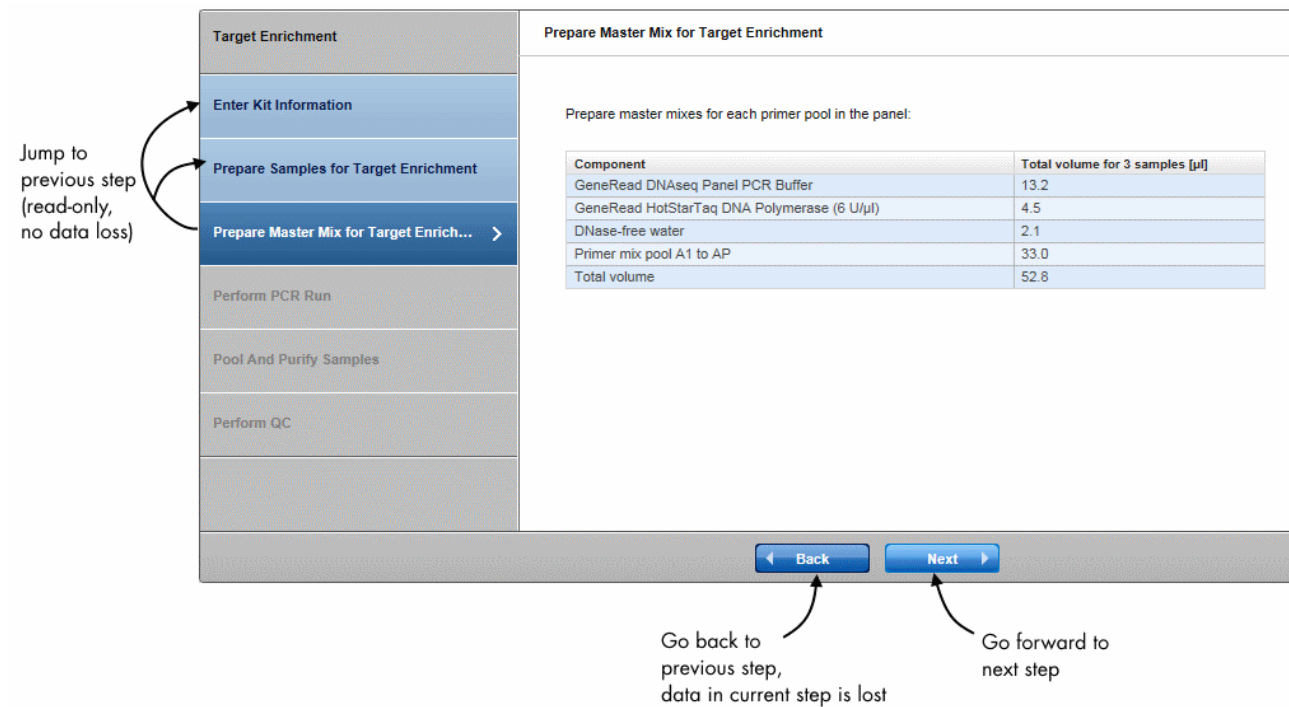 Target Enrichment
Prepare Master Mix for Target Enrichment
Enter Kit Information
Prepare Samples for Target Enrichment
Prepare Master Mix for Target Enrich...
Perform PCR Run
Pool And Purify Samples
Perform QC
Jump to
previous step
(read-only,
no data loss)
Prepare master mixes for each primer pool in the panel:
Component Total volume for 3 samples [µl]
GeneRead DNAseq Panel PCR Buffer 13.2
GeneRead HotStarTaq DNA Polymerase (6 U/µl) 4.5
DNase-free water 2.1
Primer mix pool A1 to AP 33.0
Total volume 52.8
Back
Next
Go back to
previous step,
data in current step is lost
Go forward to
next step